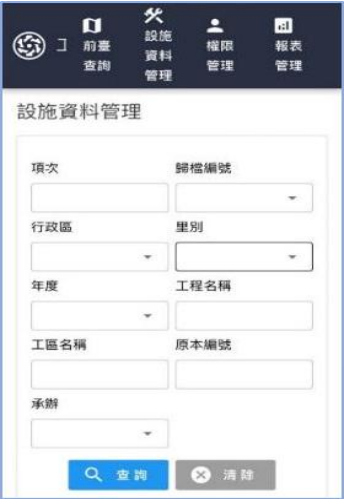 前臺
查詢
設施
資料
管理
權限
管理
報表
管理
設施資料管理
項次
歸檔編號
行政區
里別
年度
工程名稱
工區名稱
原本編號
承辦
查詢
清除